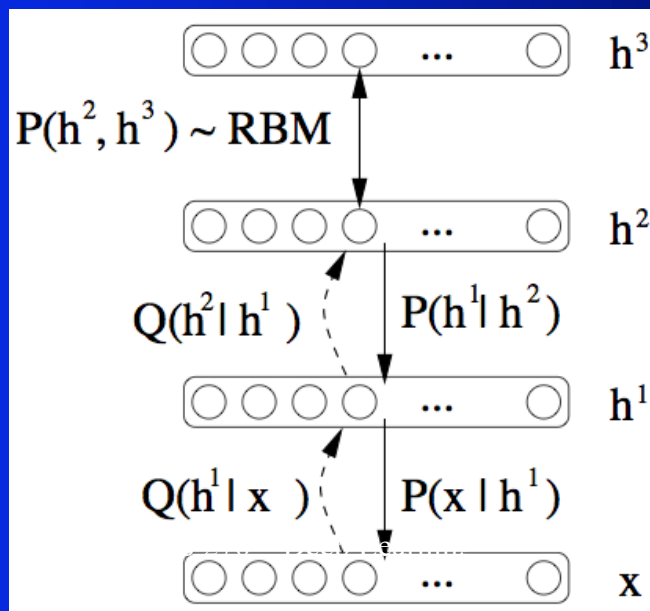 ... h³
P(h², h³) ~ RBM
... h²
Q(h² | h¹) P(h¹ | h²)
... h¹
Q(h¹ | x) P(x | h¹)
... x